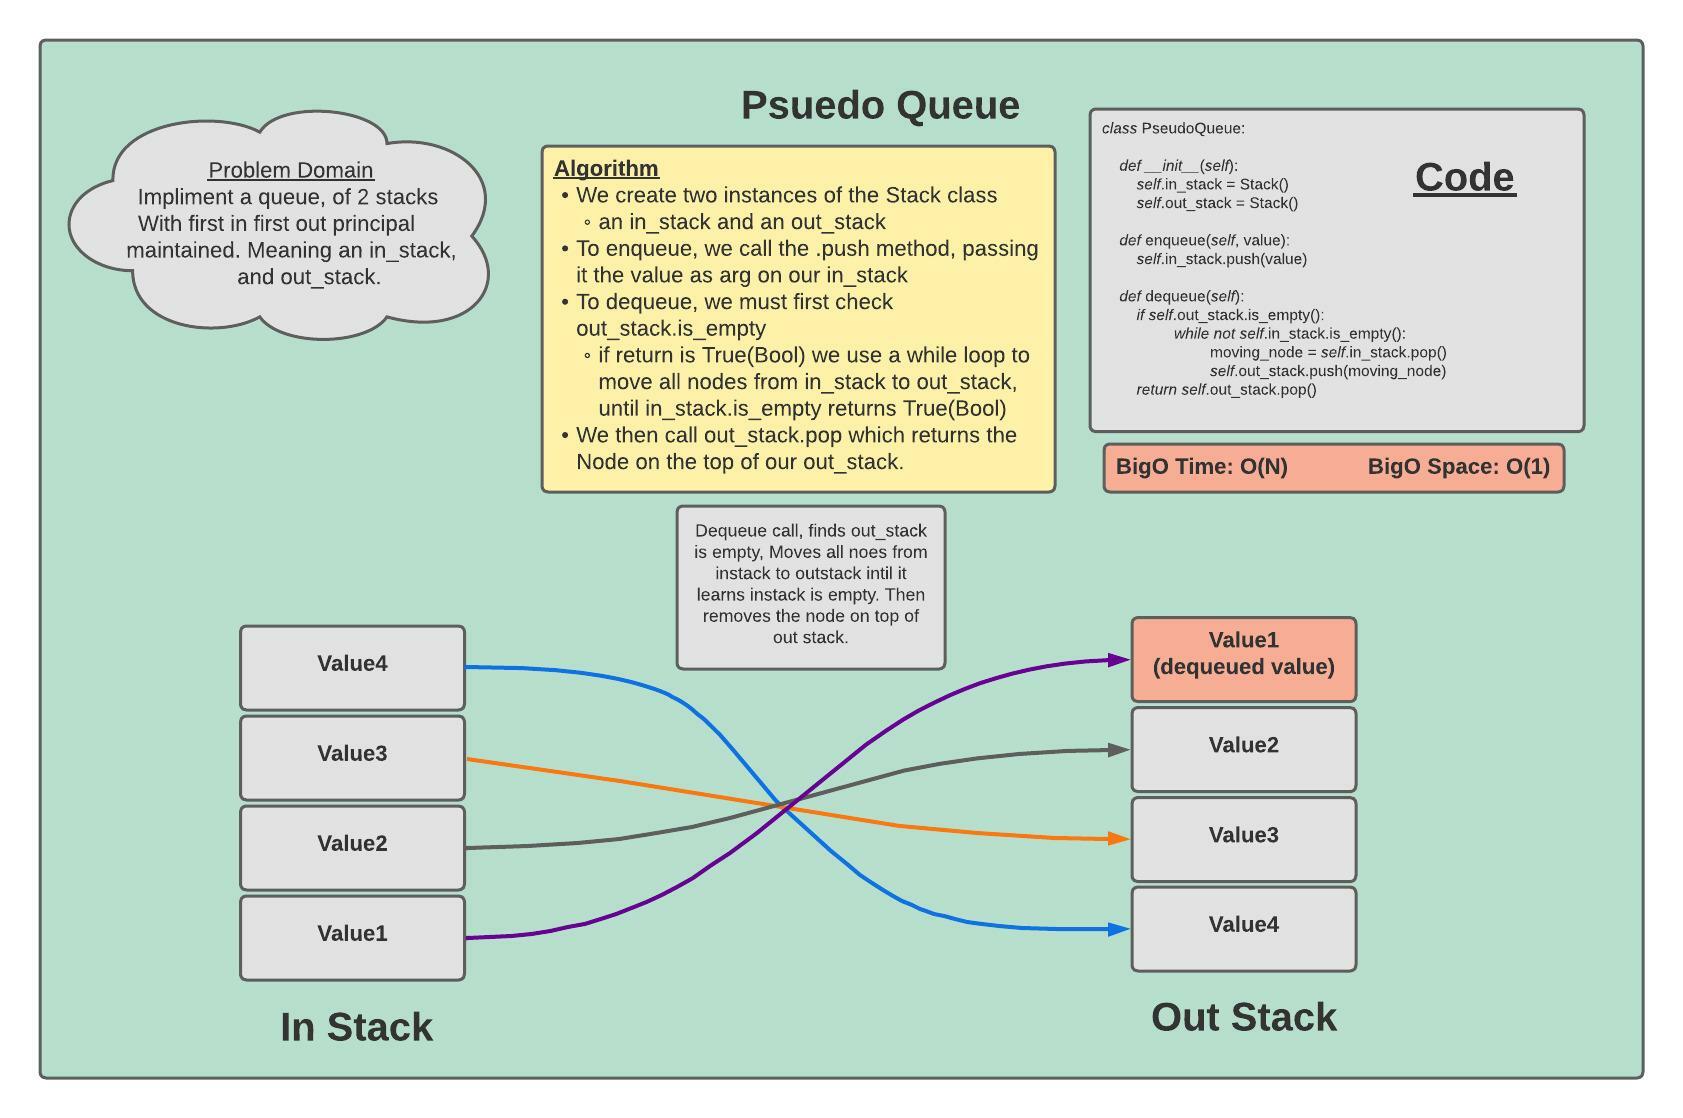 Psuedo Queue
Problem Domain
Impliment a queue, of 2 stacks
With first in first out principal
maintained. Meaning an in_stack,
and out_stack.
Algorithm
• We create two instances of the Stack class
◦ an in_stack and an out_stack
• To enqueue, we call the .push method, passing
it the value as arg on our in_stack
• To dequeue, we must first check
out_stack.is_empty
◦ if return is True(Bool) we use a while loop to
move all nodes from in_stack to out_stack,
until in_stack.is_empty returns True(Bool)
• We then call out_stack.pop which returns the
Node on the top of our out_stack.
Code
class PseudoQueue:
def __init__(self):
self.in_stack = Stack()
self.out_stack = Stack()
def enqueue(self, value):
self.in_stack.push(value)
def dequeue(self):
if self.out_stack.is_empty():
while not self.in_stack.is_empty():
moving_node = self.in_stack.pop()
self.out_stack.push(moving_node)
return self.out_stack.pop()
BigO Time: O(N) BigO Space: O(1)
Dequeue call, finds out_stack
is empty, Moves all noes from
instack to outstack intil it
learns instack is empty. Then
removes the node on top of
out stack.
Value4
Value3
Value2
Value1
In Stack
Value1
(dequeued value)
Value2
Value3
Value4
Out Stack